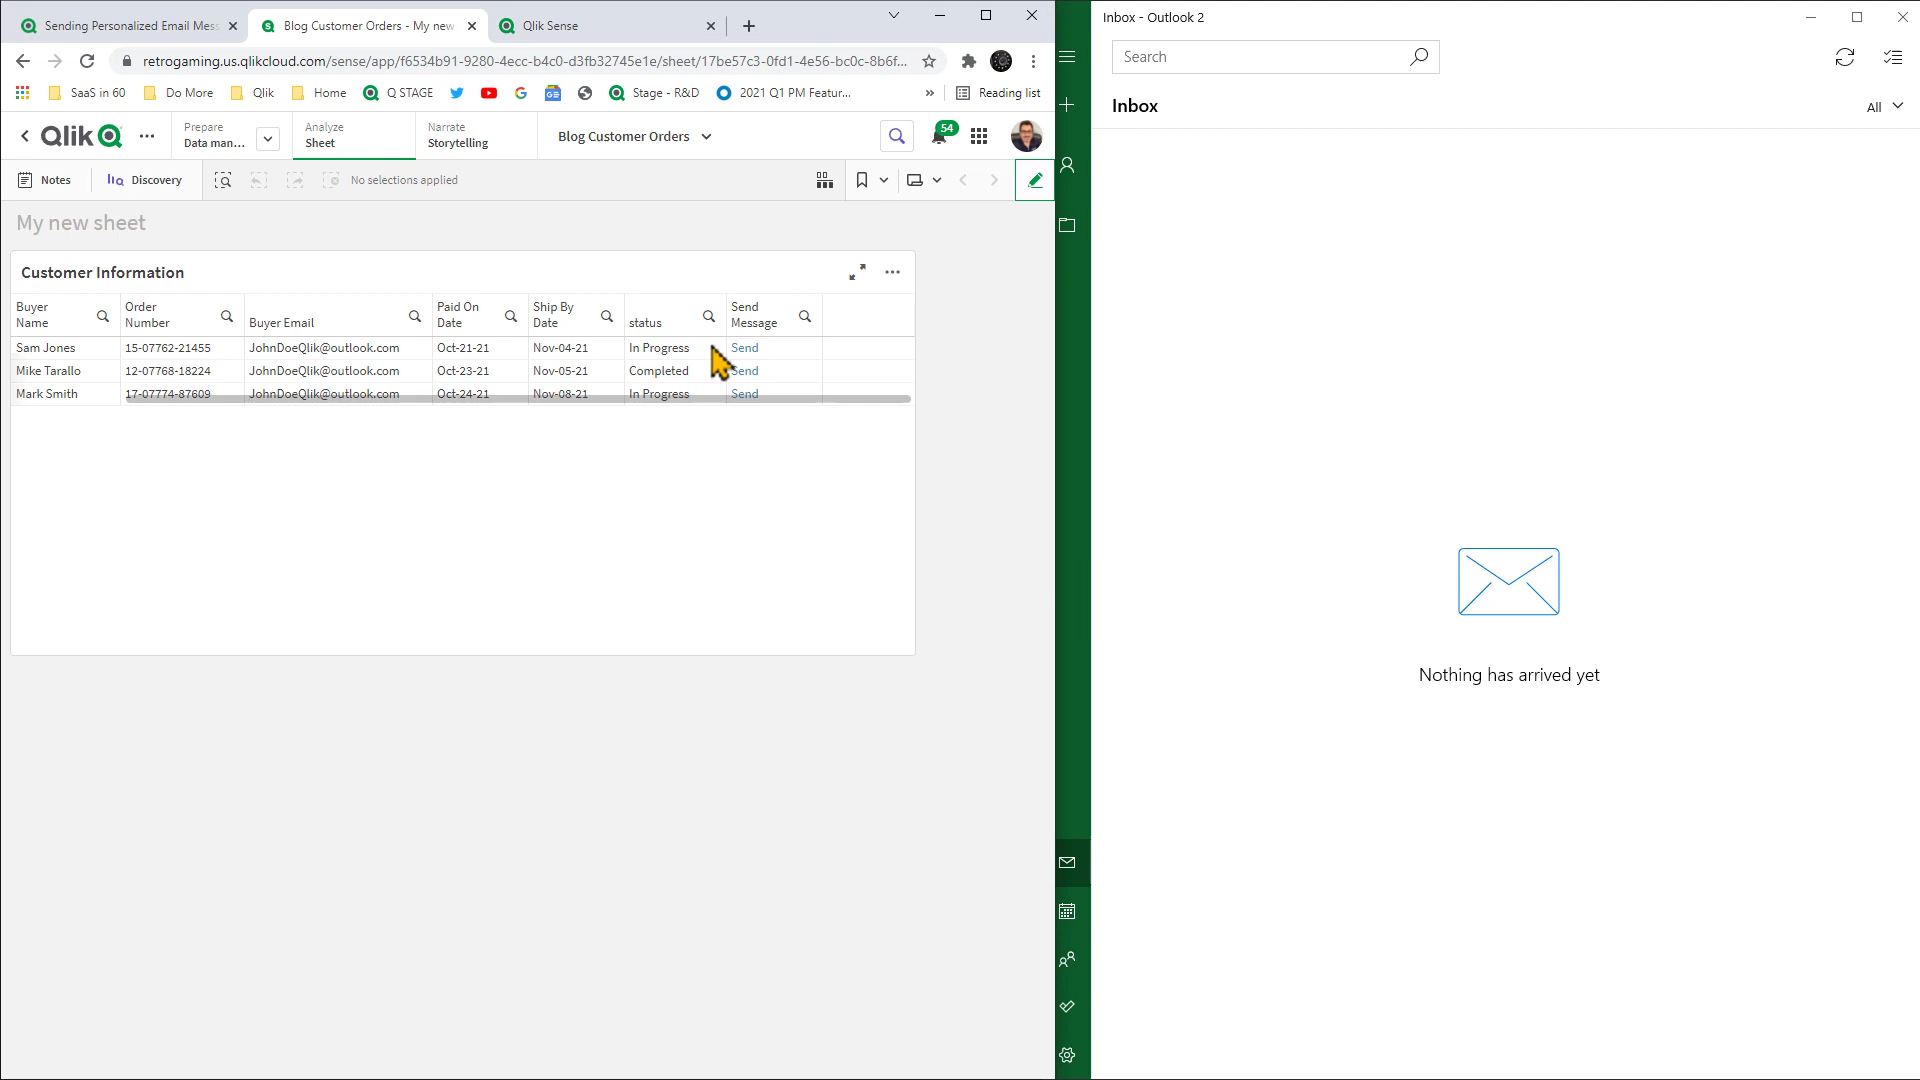 Sending Personalized Email Mess
Blog Customer Orders - My new
Qlik Sense
retrogaming.us.qlikcloud.com/sense/app/f6534b91-9280-4ecc-b4c0-d3fb32745e1e/sheet/17be57c3-0fd1-4e56-bc0c-8b6f...
SaaS in 60
Do More
Qlik
Home
Q STAGE
Stage - R&D
2021 Q1 PM Featur...
»
Reading list
Qlik
Prepare
Data man...
Analyze
Sheet
Narrate
Storytelling
Blog Customer Orders
54
Notes
Discovery
No selections applied
My new sheet
Customer Information
Buyer Name
Order Number
Buyer Email
Paid On Date
Ship By Date
status
Send Message
Sam Jones 15-07762-21455 JohnDoeQlik@outlook.com Oct-21-21 Nov-04-21 In Progress Send
Mike Tarallo 12-07768-18224 JohnDoeQlik@outlook.com Oct-23-21 Nov-05-21 Completed Send
Mark Smith 17-07774-87609 JohnDoeQlik@outlook.com Oct-24-21 Nov-08-21 In Progress Send
Inbox - Outlook 2
Search
Inbox
All
Nothing has arrived yet